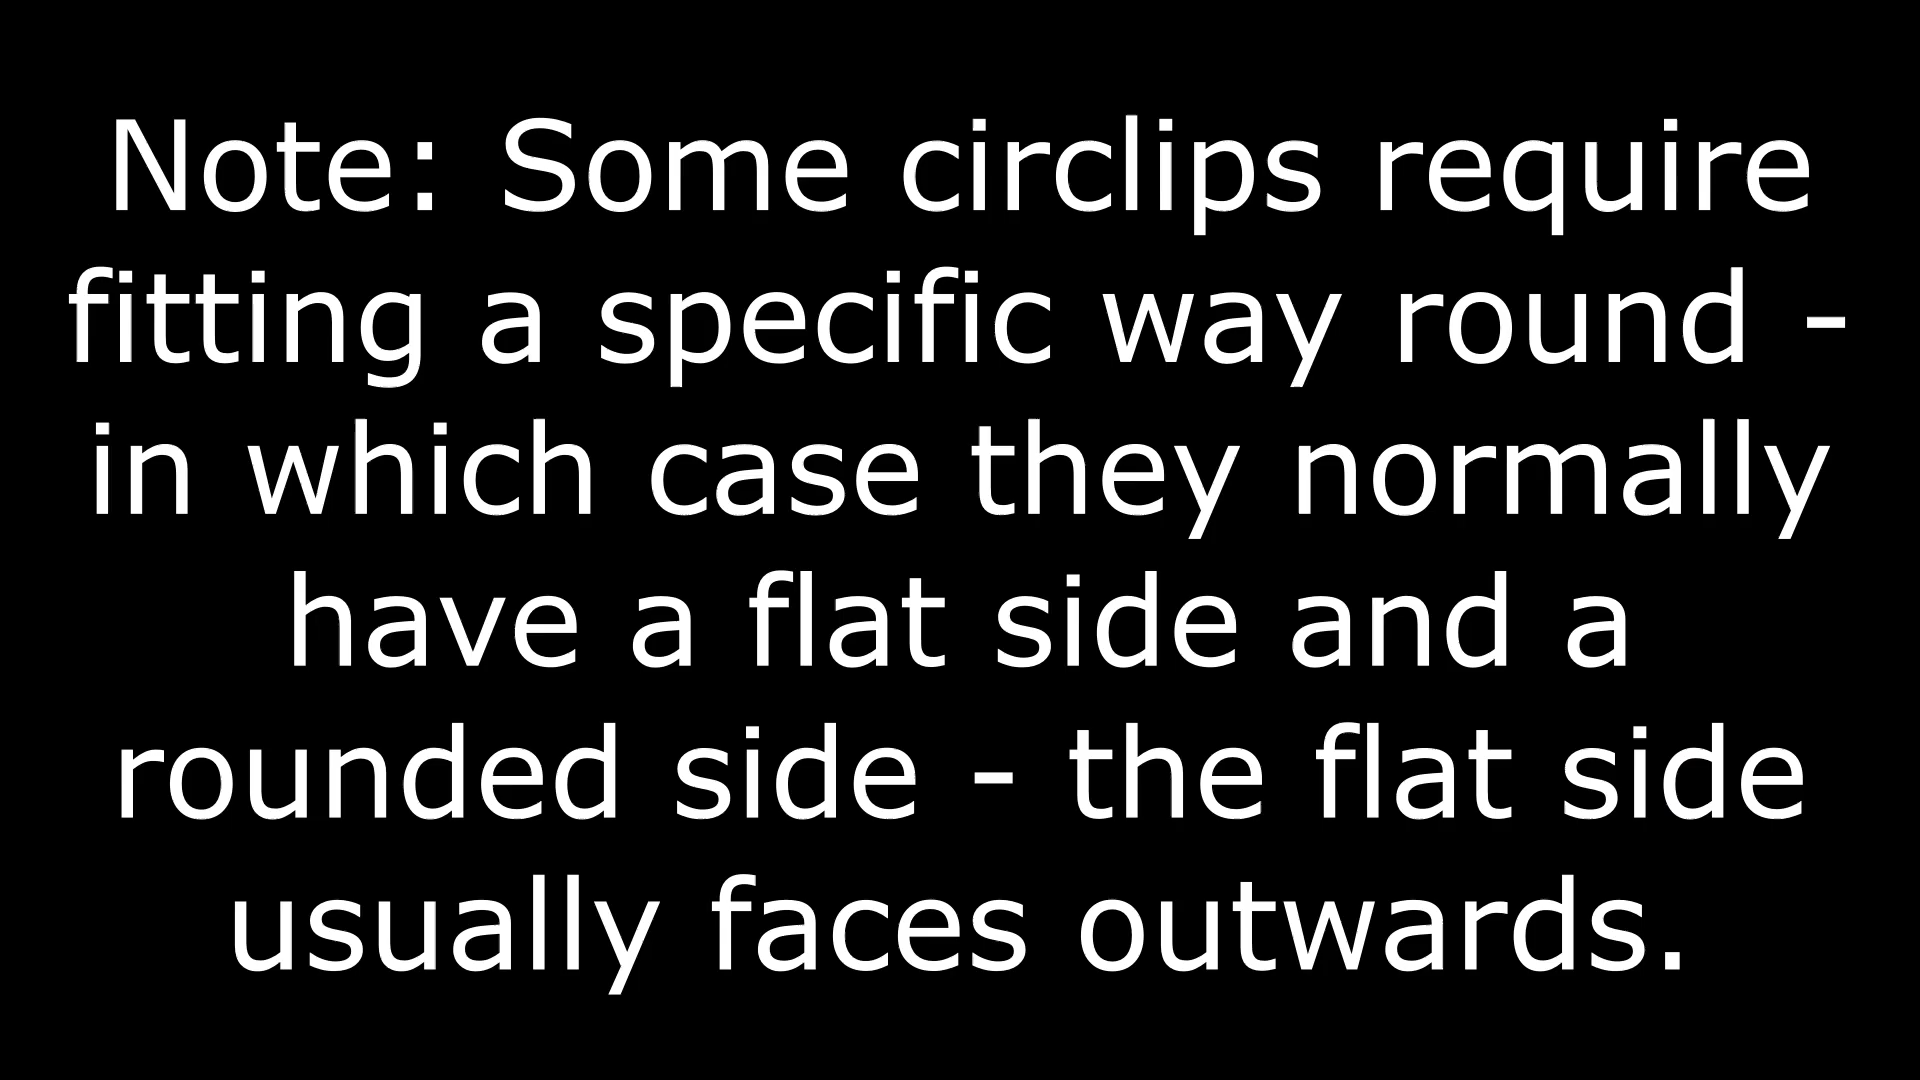 Note: Some circlips require
fitting a specific way round -
in which case they normally
have a flat side and a
rounded side - the flat side
usually faces outwards.